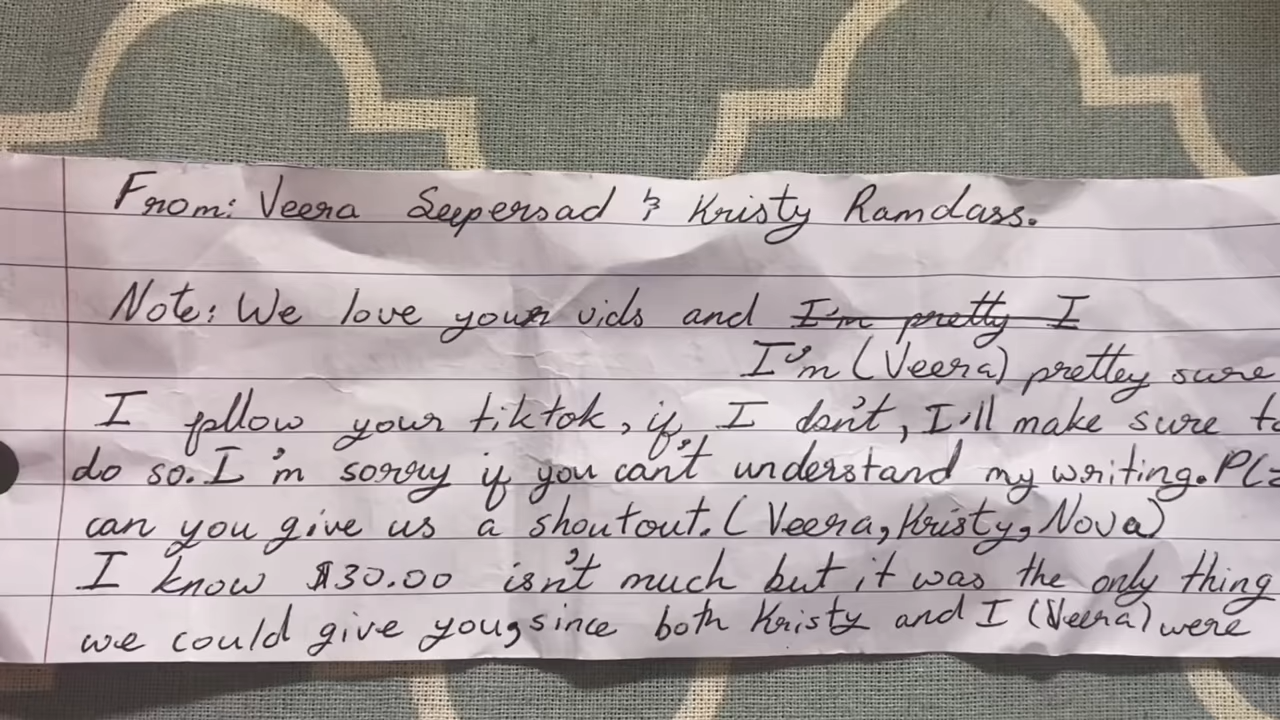 From: Veera Seepersad & Kristy Ramdass.
Note: We love your vids and I'm pretty I
I'm (Veera) prettey sure
I follow your tiktok, if I don't, I'll make sure to
do so. I'm sorry if you can't understand my writing. Plz
can you give us a shoutout. (Veera, Kristy, Nova)
I know $30.00 isn't much but it was the only thing
we could give you, since both Kristy and I (Veera) were